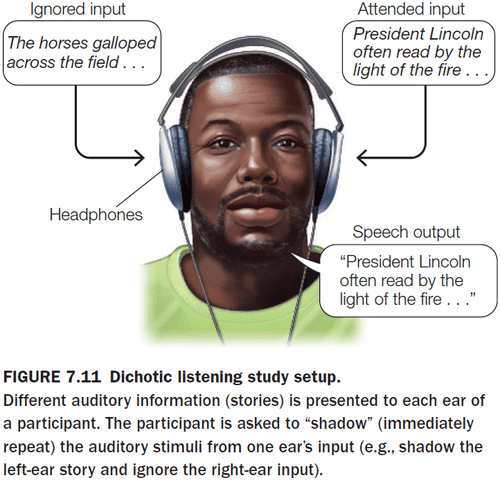 Ignored input
The horses galloped
across the field . . .
Attended input
President Lincoln
often read by the
light of the fire . . .
Headphones
Speech output
“President Lincoln
often read by the
light of the fire . . .”
FIGURE 7.11 Dichotic listening study setup.
Different auditory information (stories) is presented to each ear of
a participant. The participant is asked to “shadow” (immediately
repeat) the auditory stimuli from one ear’s input (e.g., shadow the
left-ear story and ignore the right-ear input).